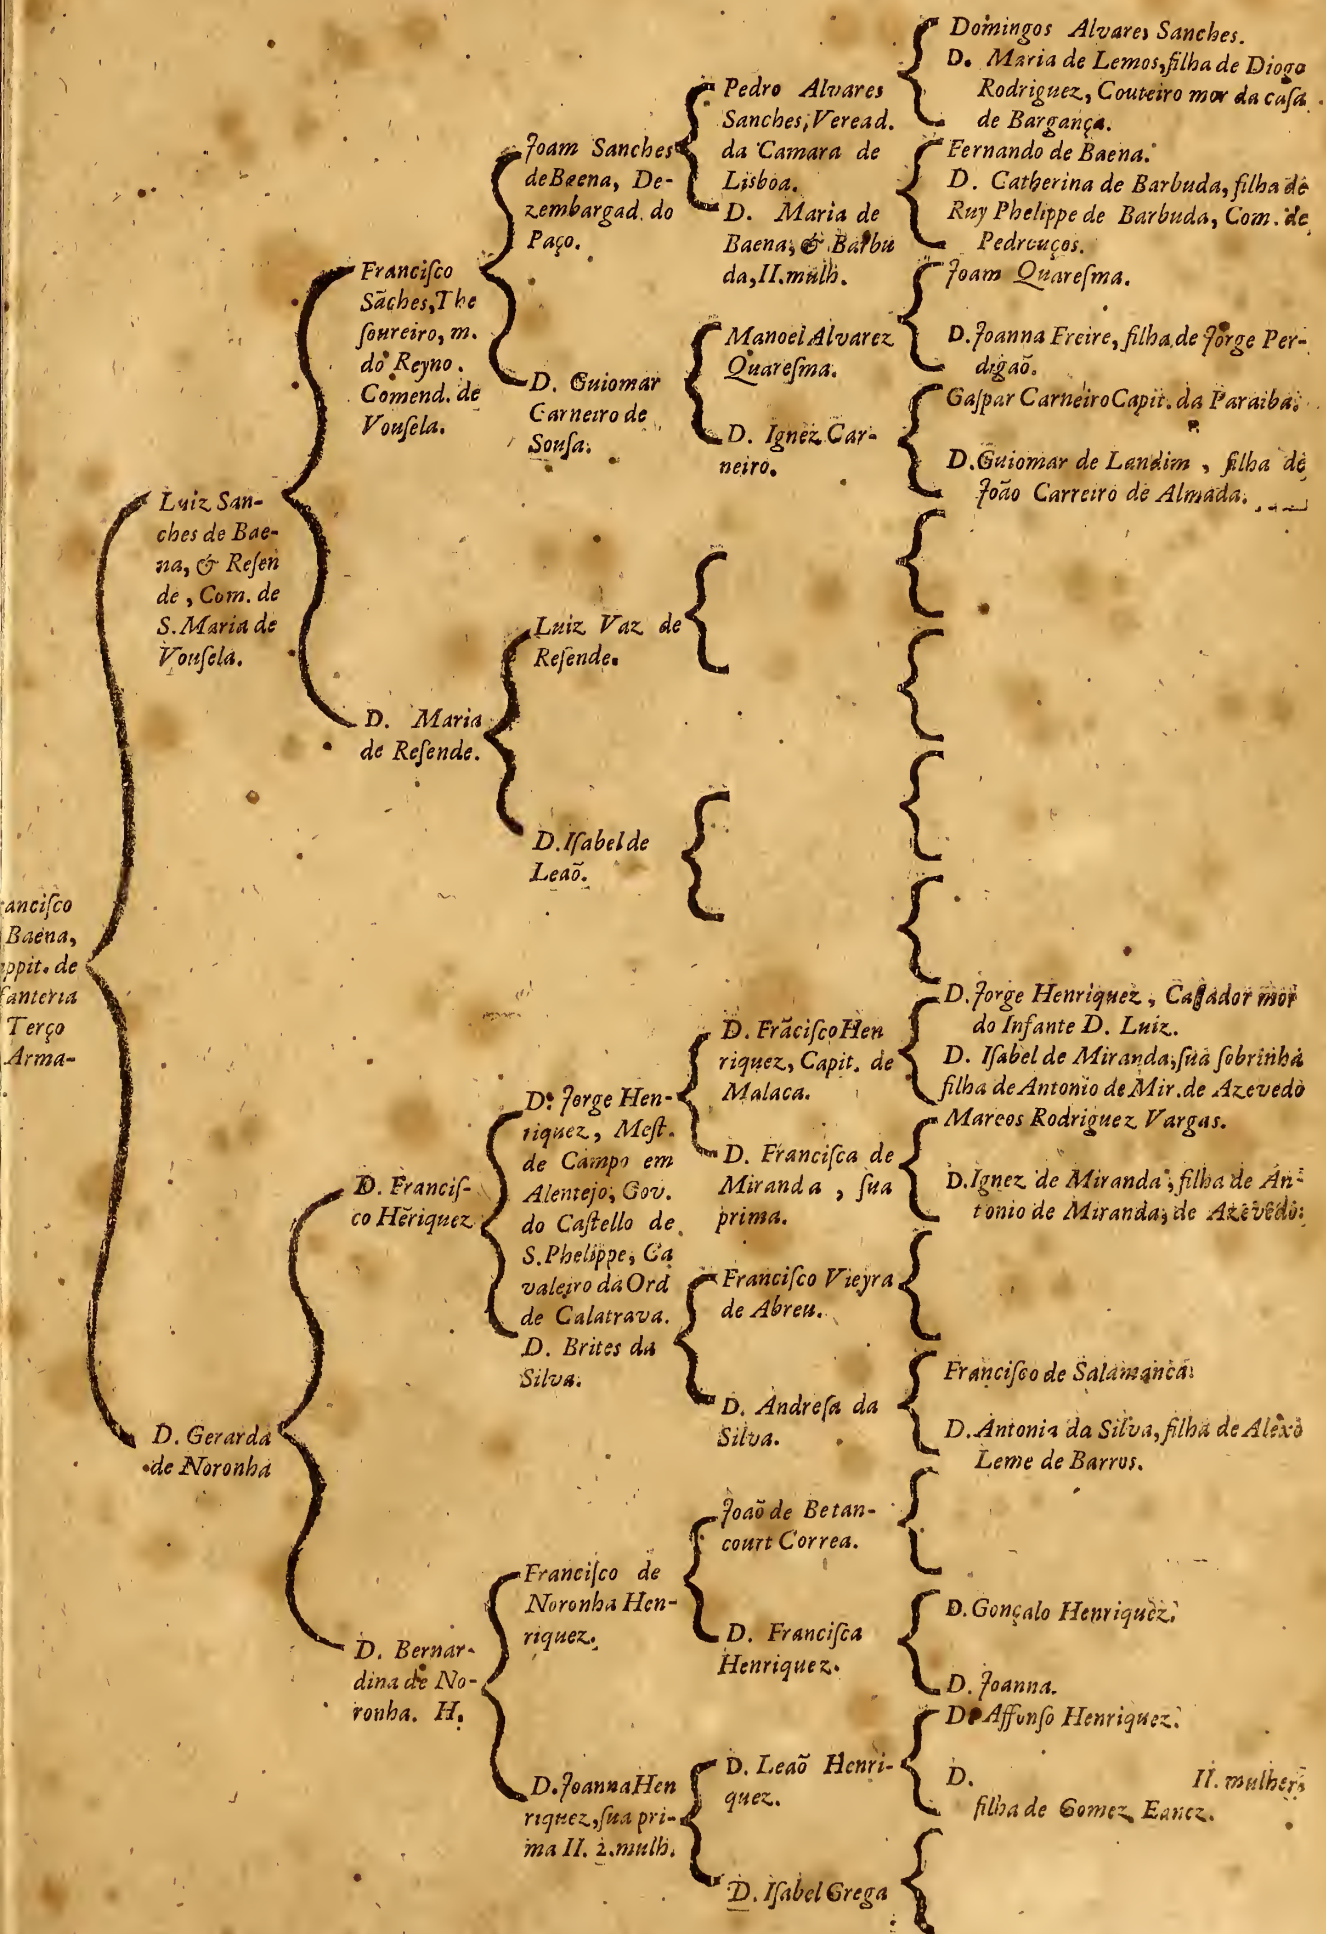 ancisco
Baena,
ppit. de
fanteria
Terço
Arma-
Luiz San-
ches de Bae-
na, & Reſen
de, Com. de
S. Maria de
Vouſela.
D. Gerarda
de Noronha
Franciſco
Sãches, The
ſoureiro, m.
do Reyno.
Comend. de
Vouſela.
D. Maria
de Reſende.
D. Franciſ-
co Hẽriquez
D. Bernar-
dina de No-
ronha. H.
Joam Sanches
de Baena, De-
zembargad. do
Paço.
D. Guiomar
Carneiro de
Souſa.
Luiz Vaz de
Reſende.
D. Iſabel de
Leaõ.
D. Jorge Hen-
riquez, Meſt.
de Campo em
Alentejo, Gov.
do Caſtello de
S. Phelippe, Ca
valeiro da Ord
de Calatrava.
D. Brites da
Silva.
Franciſco de
Noronha Hen-
riquez.
D. Joanna Hen
riquez, ſua pri-
ma II. 2. mulh.
Pedro Alvares
Sanches, Veread.
da Camara de
Lisboa.
D. Maria de
Baena, & Barbu
da, II. mulh.
Manoel Alvarez
Quareſma.
D. Ignez Car-
neiro.
D. Frãciſco Hen
riquez, Capit. de
Malaca.
D. Franciſca de
Miranda, ſua
prima.
Franciſco Vieyra
de Abreu.
D. Andreſa da
Silva.
Joaõ de Betan-
court Correa.
D. Franciſca
Henriquez.
D. Leaõ Henri-
quez.
D. Iſabel Grega
Domingos Alvares Sanches.
D. Maria de Lemos, filha de Diogo
Rodriguez, Couteiro mor da caſa
de Bargança.
Fernando de Baena.
D. Catherina de Barbuda, filha de
Ruy Phelippe de Barbuda, Com. de
Pedrouços.
Joam Quareſma.
D. Joanna Freire, filha de Jorge Per-
digaõ.
Gaſpar Carneiro Capit. da Paraiba.
D. Guiomar de Landim, filha de
João Carreiro de Almada.
D. Jorge Henriquez, Caçador mor
do Infante D. Luiz.
D. Iſabel de Miranda, ſua ſobrinha
filha de Antonio de Mir. de Azevedo
Marcos Rodriguez Vargas.
D. Ignez de Miranda, filha de An-
tonio de Miranda, de Azevedo.
Franciſco de Salamanca.
D. Antonia da Silva, filha de Alexo
Leme de Barros.
D. Gonçalo Henriquez.
D. Joanna.
D. Affonſo Henriquez.
D. II. mulher,
filha de Gomez Eanez.